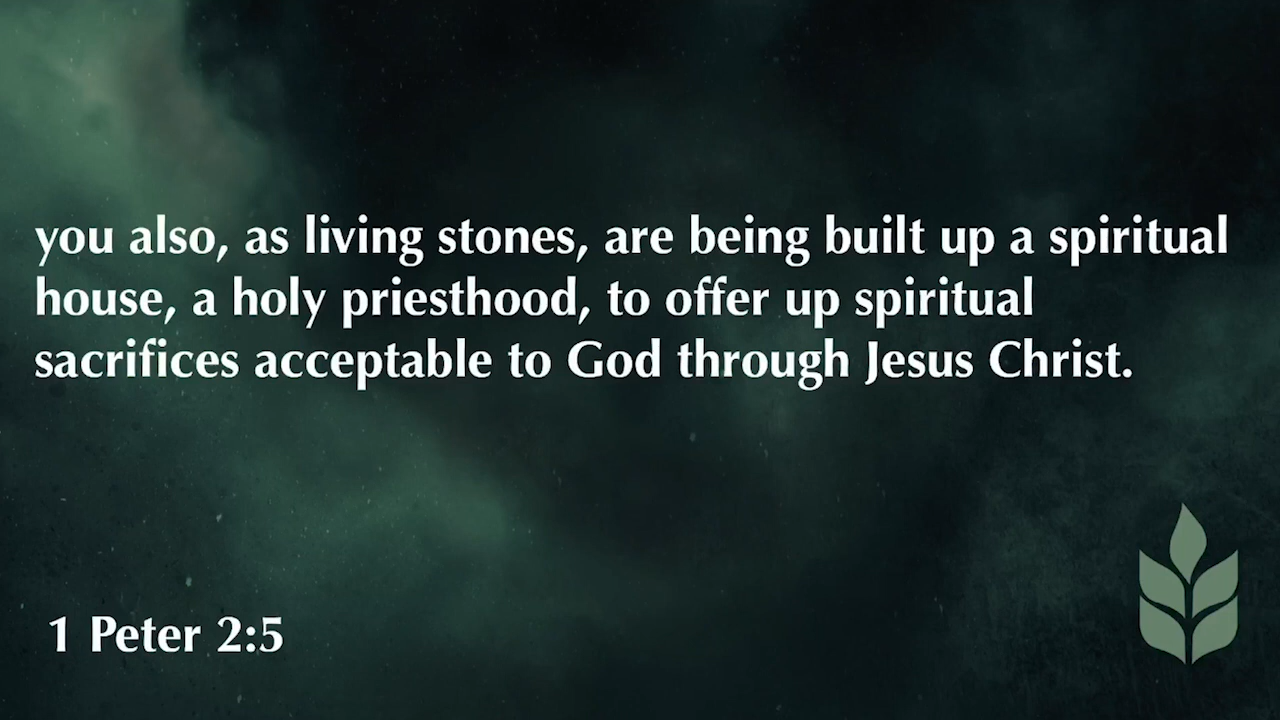 you also, as living stones, are being built up a spiritual
house, a holy priesthood, to offer up spiritual
sacrifices acceptable to God through Jesus Christ.
1 Peter 2:5